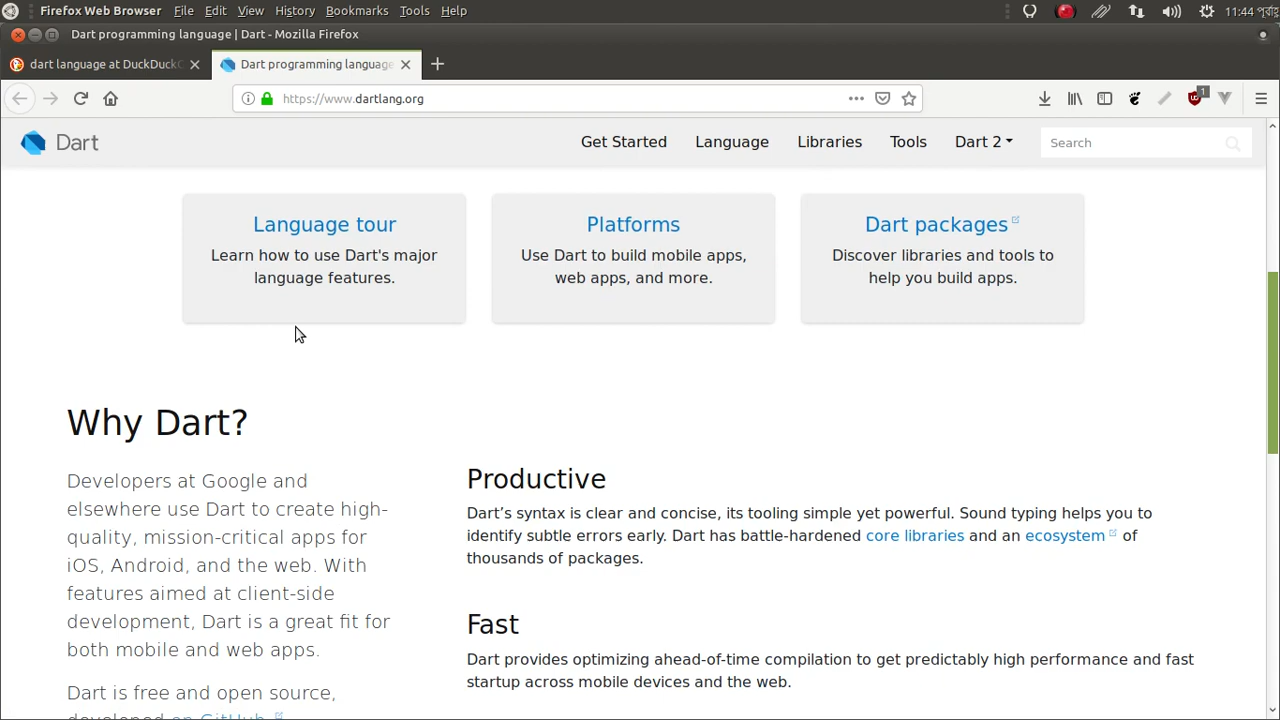 Firefox Web Browser File Edit View History Bookmarks Tools Help 11:44
Dart programming language | Dart - Mozilla Firefox
dart language at DuckDuckG Dart programming language
https://www.dartlang.org 1
Dart Get Started Language Libraries Tools Dart 2 Search
Language tour Platforms Dart packages
Learn how to use Dart's major Use Dart to build mobile apps, Discover libraries and tools to
language features. web apps, and more. help you build apps.
Why Dart?
Developers at Google and
elsewhere use Dart to create high-
quality, mission-critical apps for
iOS, Android, and the web. With
features aimed at client-side
development, Dart is a great fit for
both mobile and web apps.
Dart is free and open source,
developed on GitHub
Productive
Dart’s syntax is clear and concise, its tooling simple yet powerful. Sound typing helps you to
identify subtle errors early. Dart has battle-hardened core libraries and an ecosystem of
thousands of packages.
Fast
Dart provides optimizing ahead-of-time compilation to get predictably high performance and fast
startup across mobile devices and the web.